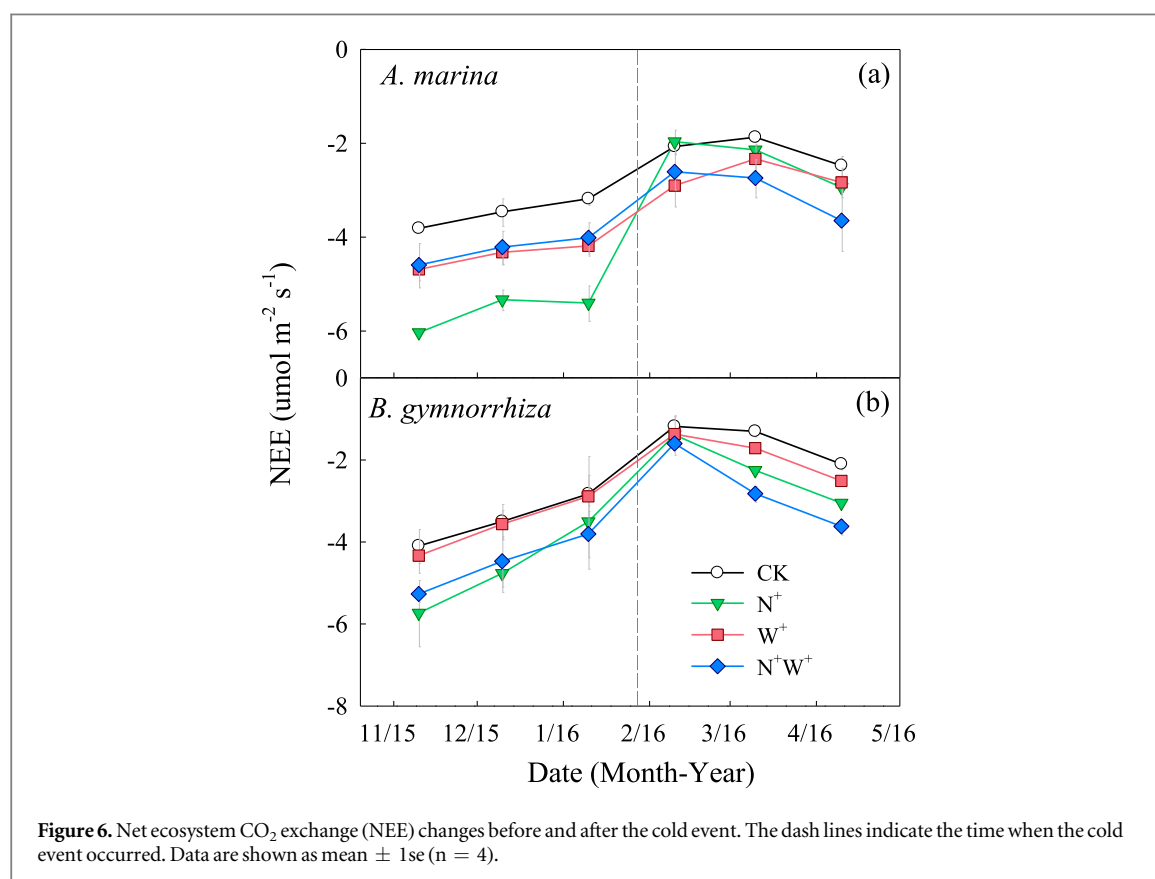 0
A. marina
(a)
-2
-4
-6
0
B. gymnorrhiza
(b)
-2
-4
-6
-8
NEE (umol m⁻² s⁻¹)
CK
N⁺
W⁺
N⁺W⁺
11/15 12/15 1/16 2/16 3/16 4/16 5/16
Date (Month-Year)
Figure 6. Net ecosystem CO₂ exchange (NEE) changes before and after the cold event. The dash lines indicate the time when the cold
event occurred. Data are shown as mean ± 1se (n = 4).